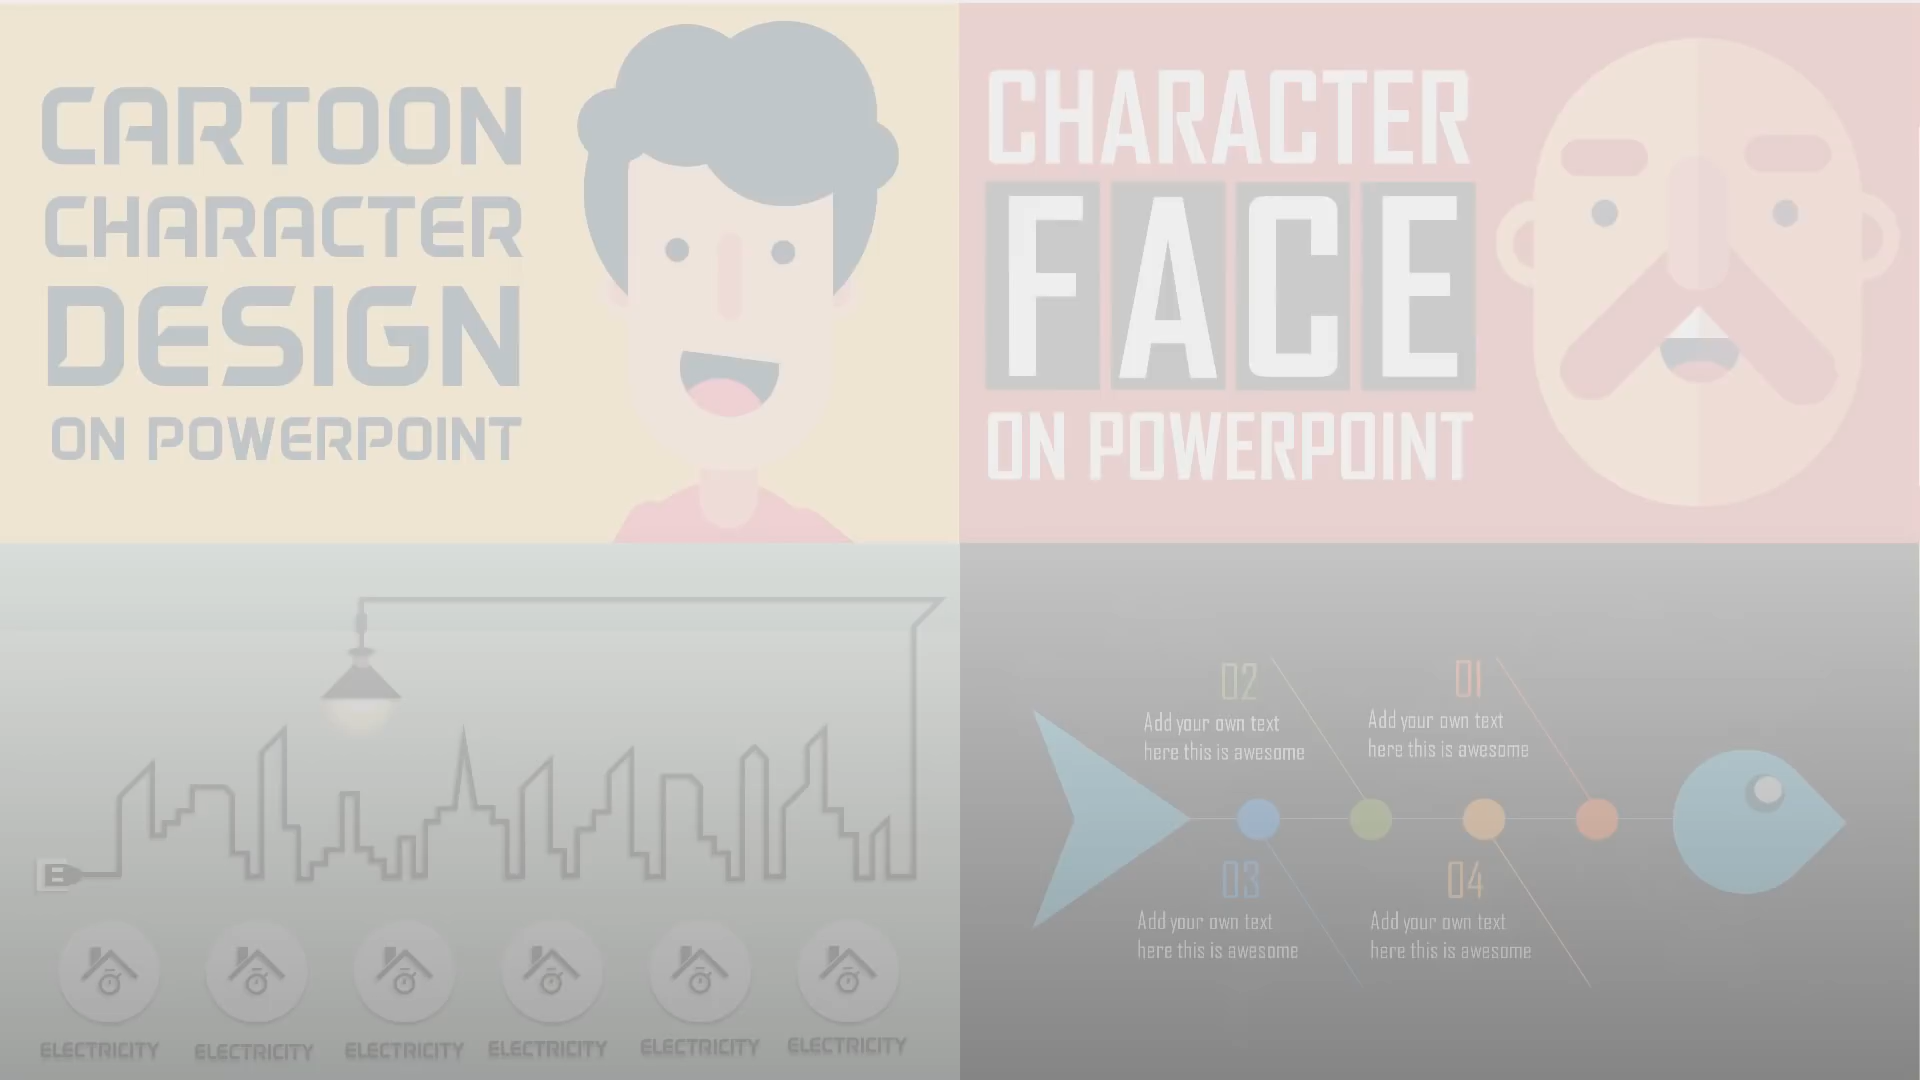 CARTOON
CHARACTER
DESIGN
ON POWERPOINT
CHARACTER
FACE
ON POWERPOINT
ELECTRICITY
ELECTRICITY
ELECTRICITY
ELECTRICITY
ELECTRICITY
ELECTRICITY
02
Add your own text
here this is awesome
01
Add your own text
here this is awesome
03
Add your own text
here this is awesome
04
Add your own text
here this is awesome